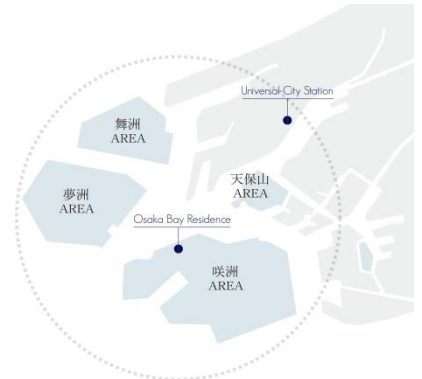 Universal City Station
舞洲
AREA
天保山
AREA
夢洲
AREA
Osaka Bay Residence
咲洲
AREA